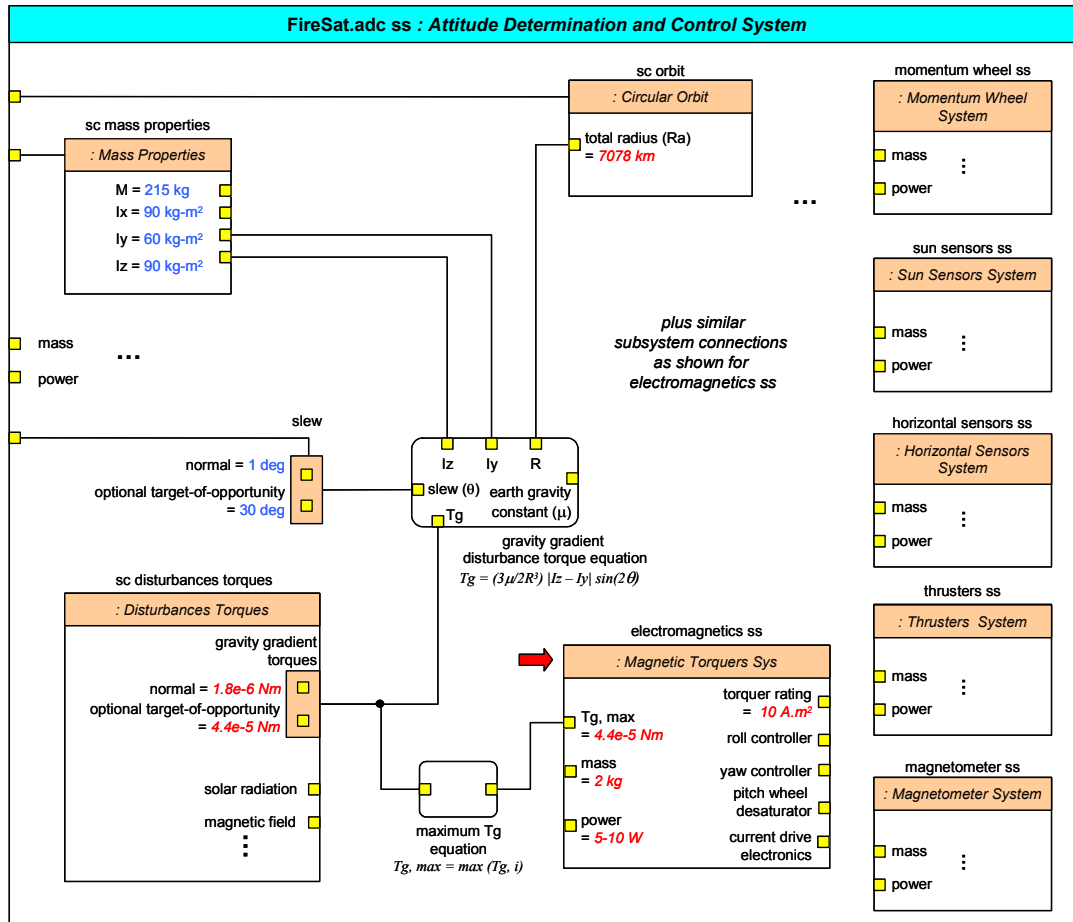 FireSat.adc ss : Attitude Determination and Control System
sc orbit
: Circular Orbit
total radius (Ra)
= 7078 km
momentum wheel ss
: Momentum Wheel
System
mass
power
⋮
sc mass properties
: Mass Properties
M = 215 kg
Ix = 90 kg-m²
Iy = 60 kg-m²
Iz = 90 kg-m²
...
sun sensors ss
: Sun Sensors System
mass
power
⋮
plus similar
subsystem connections
as shown for
electromagnetics ss
mass
power
...
slew
normal = 1 deg
optional target-of-opportunity
= 30 deg
Iz
Iy
R
slew (θ)
earth gravity
constant (μ)
Tg
gravity gradient
disturbance torque equation
Tg = (3μ/2R³) |Iz – Iy| sin(2θ)
horizontal sensors ss
: Horizontal Sensors
System
mass
power
⋮
sc disturbances torques
: Disturbances Torques
gravity gradient
torques
normal = 1.8e-6 Nm
optional target-of-opportunity
= 4.4e-5 Nm
solar radiation
magnetic field
⋮
maximum Tg
equation
Tg, max = max (Tg, i)
electromagnetics ss
: Magnetic Torquers Sys
Tg, max
= 4.4e-5 Nm
mass
= 2 kg
power
= 5-10 W
torquer rating
= 10 A.m²
roll controller
yaw controller
pitch wheel
desaturator
current drive
electronics
thrusters ss
: Thrusters  System
mass
power
⋮
magnetometer ss
: Magnetometer System
mass
power
⋮